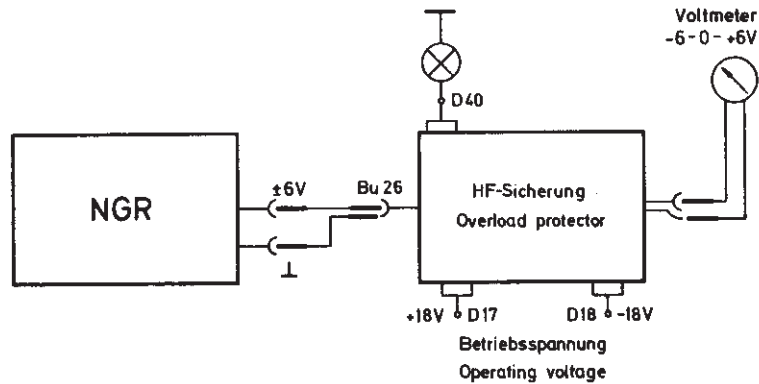 Voltmeter
-6-0-+6V
D40
NGR
±6V
Bu 26
HF-Sicherung
Overload protector
⊥
+18V D17
D18 -18V
Betriebsspannung
Operating voltage